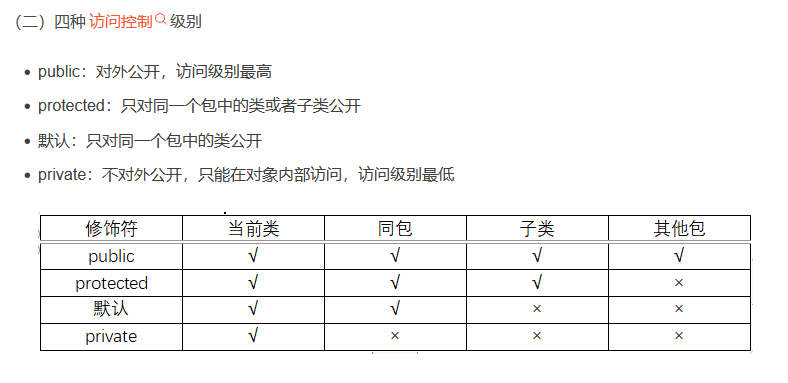 （二）四种 访问控制 级别
• public：对外公开，访问级别最高
• protected：只对同一个包中的类或者子类公开
• 默认：只对同一个包中的类公开
• private：不对外公开，只能在对象内部访问，访问级别最低
修饰符 当前类 同包 子类 其他包
public √ √ √ √
protected √ √ √ ×
默认 √ √ × ×
private √ × × ×